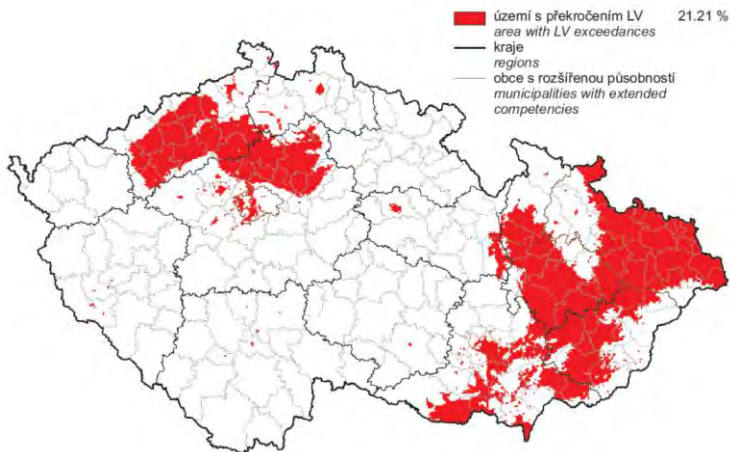 území s překročením LV 21.21 %
area with LV exceedances
kraje
regions
obce s rozšířenou působností
municipalities with extended
competencies